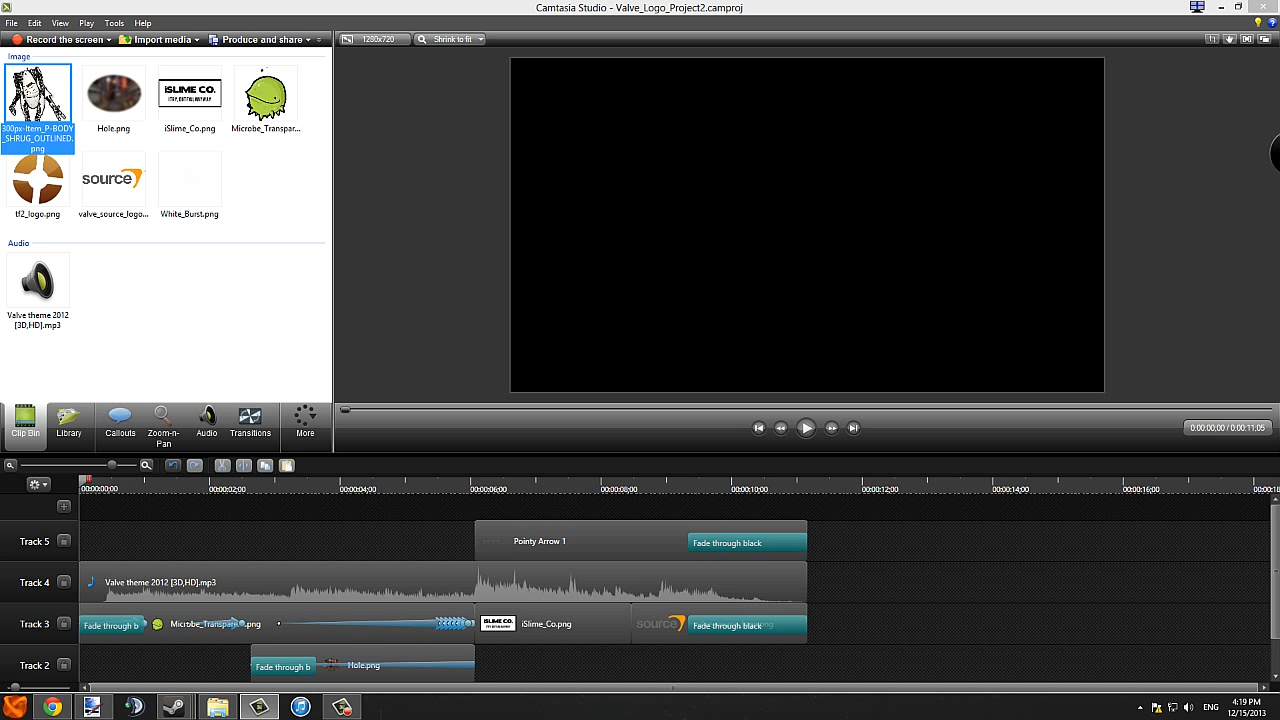 Camtasia Studio - Valve_Logo_Project2.camproj
File Edit View Play Tools Help
Record the screen Import media Produce and share
1280x720 Shrink to fit
Image
300px-Item_P-BODY
_SHRUG_OUTLINED.
png
iSLIME CO.
Hole.png iSlime_Co.png Microbe_Transpar...
source
tf2_logo.png valve_source_logo... White_Burst.png
Audio
Valve theme 2012
[3D,HD].mp3
Clip Bin Library Callouts Zoom-n-
Pan Audio Transitions More
0:00:00;00 / 0:00:11;05
00:00:00;00 00:00:02;00 00:00:04;00 00:00:06;00 00:00:08;00 00:00:10;00 00:00:12;00 00:00:14;00 00:00:16;00 00:00:18
Track 5 Pointy Arrow 1 Fade through black
Track 4 Valve theme 2012 [3D,HD].mp3
Track 3 Fade through b Microbe_Transpare png iSLIME CO. iSlime_Co.png source Fade through black
Track 2 Fade through b Hole.png
ENG
4:19 PM
12/15/2013